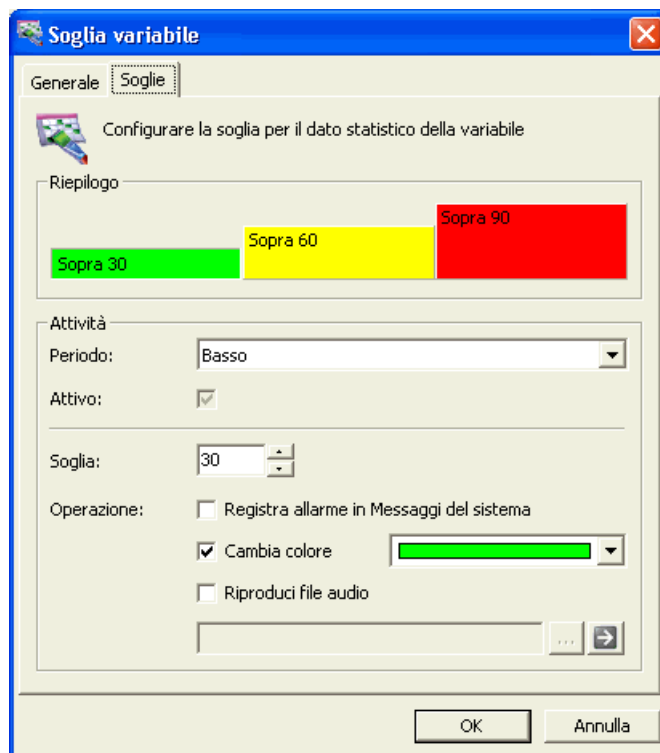 Soglia variabile
Generale Soglie
Configurare la soglia per il dato statistico della variabile
Riepilogo
Sopra 30
Sopra 60
Sopra 90
Attività
Periodo: Basso
Attivo:
Soglia: 30
Operazione: Registra allarme in Messaggi del sistema
Cambia colore
Riproduci file audio
...
OK Annulla